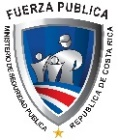 FUERZA PUBLICA
MINISTERIO DE SEGURIDAD PUBLICA
REPUBLICA DE COSTA RICA